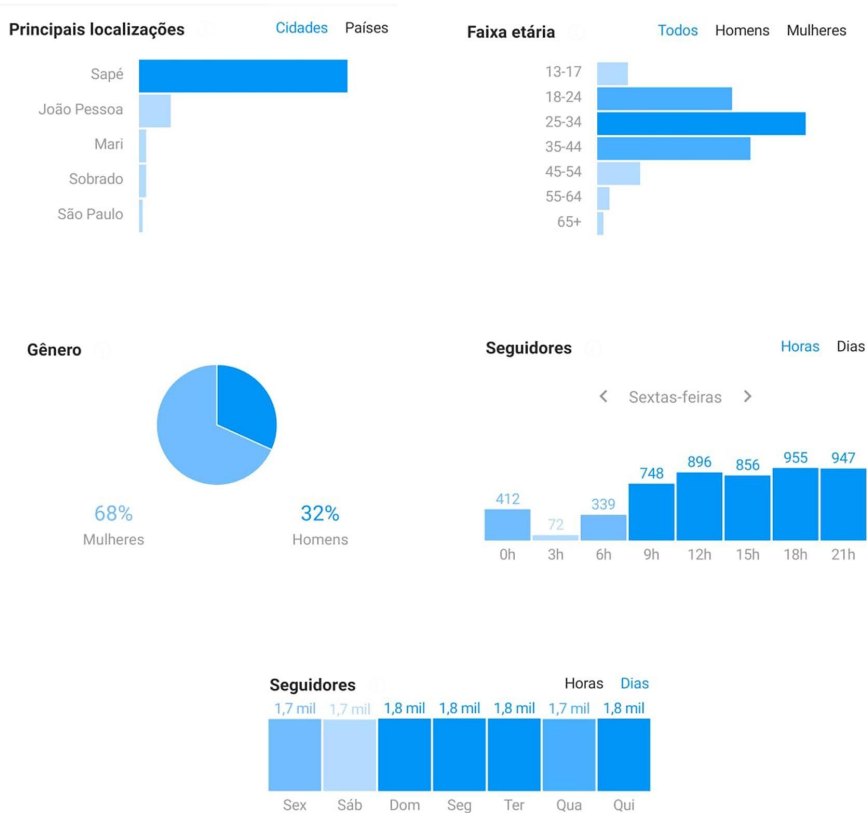 Principais localizações
Cidades Países
Sapé
João Pessoa
Mari
Sobrado
São Paulo
Faixa etária
Todos Homens Mulheres
13-17
18-24
25-34
35-44
45-54
55-64
65+
Gênero
68% 32%
Mulheres Homens
Seguidores
Horas Dias
Sextas-feiras
412 72 339 748 896 856 955 947
0h 3h 6h 9h 12h 15h 18h 21h
Seguidores
Horas Dias
1,7 mil 1,7 mil 1,8 mil 1,8 mil 1,8 mil 1,7 mil 1,8 mil
Sex Sáb Dom Seg Ter Qua Qui